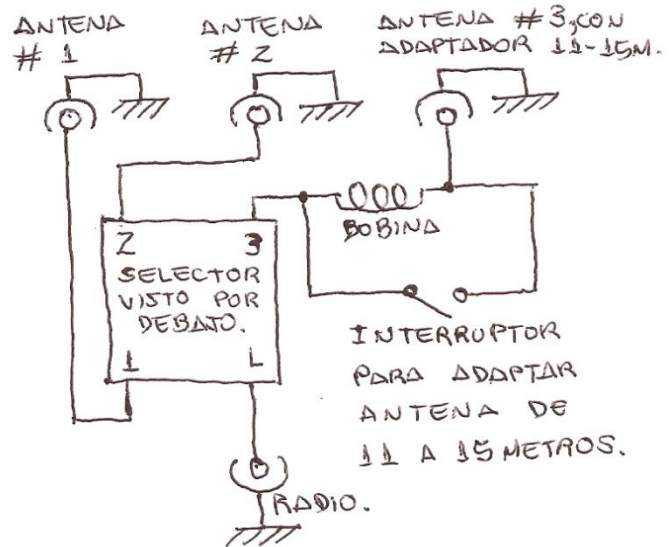 ANTENA
# 1
ANTENA
# 2
ANTENA #3,CON
ADAPTADOR 11-15M.
2 3
SELECTOR
VISTO POR
DEBAJO.
1 L
BOBINA
INTERRUPTOR
PARA ADAPTAR
ANTENA DE
11 A 15 METROS.
RADIO.